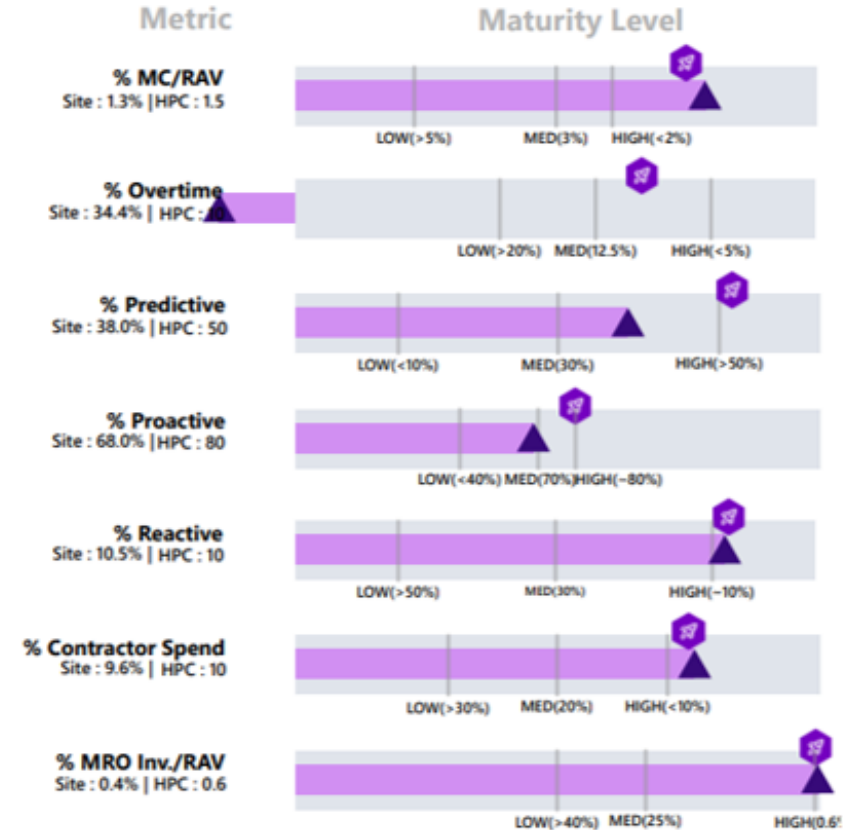 Metric Maturity Level
% MC/RAV
Site : 1.3% | HPC : 1.5
LOW(>5%) MED(3%) HIGH(<2%)
% Overtime
Site : 34.4% | HPC : 10
LOW(>20%) MED(12.5%) HIGH(<5%)
% Predictive
Site : 38.0% | HPC : 50
LOW(<10%) MED(30%) HIGH(>50%)
% Proactive
Site : 68.0% | HPC : 80
LOW(<40%) MED(70%) HIGH(~80%)
% Reactive
Site : 10.5% | HPC : 10
LOW(>50%) MED(30%) HIGH(~10%)
% Contractor Spend
Site : 9.6% | HPC : 10
LOW(>30%) MED(20%) HIGH(<10%)
% MRO Inv./RAV
Site : 0.4% | HPC : 0.6
LOW(>40%) MED(25%) HIGH(0.6